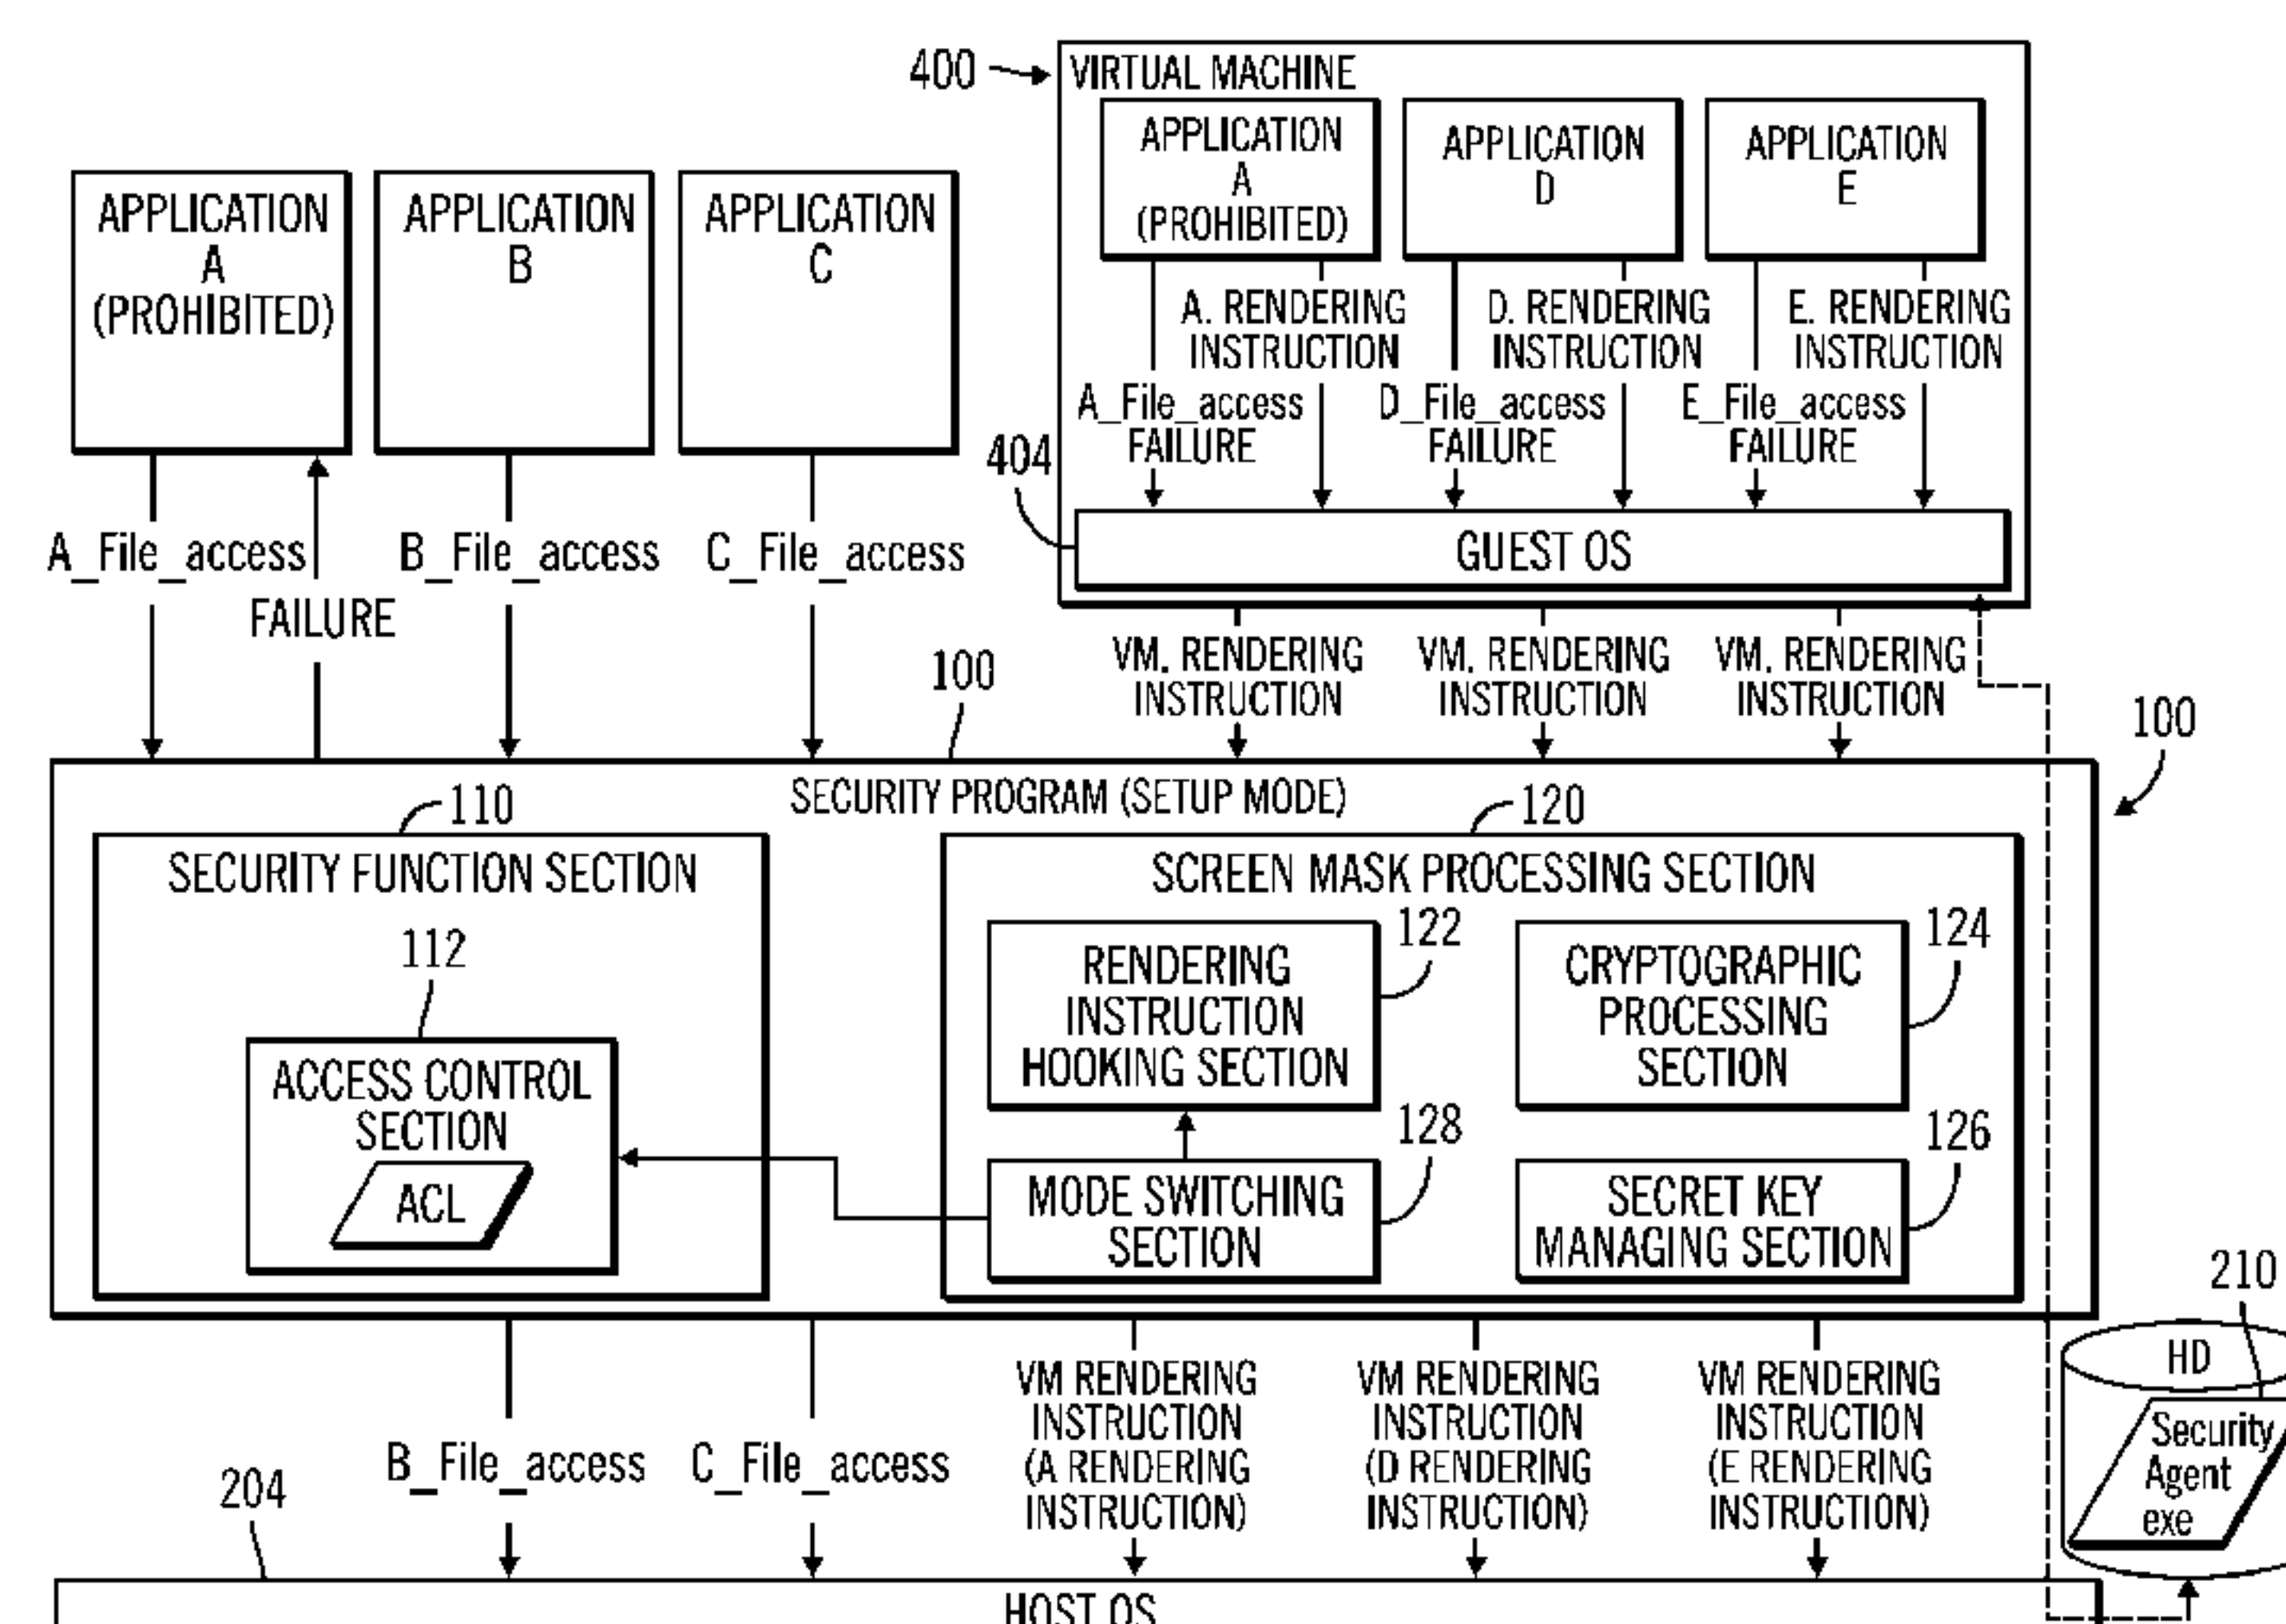 400
VIRTUAL MACHINE
APPLICATION
A
(PROHIBITED)
APPLICATION
D
APPLICATION
E
APPLICATION
A
(PROHIBITED)
APPLICATION
B
APPLICATION
C
A. RENDERING
INSTRUCTION
D. RENDERING
INSTRUCTION
E. RENDERING
INSTRUCTION
A_File_access
FAILURE
D_File_access
FAILURE
E_File_access
FAILURE
404
GUEST OS
A_File_access
FAILURE
B_File_access
C_File_access
VM. RENDERING
INSTRUCTION
VM. RENDERING
INSTRUCTION
VM. RENDERING
INSTRUCTION
100
100
SECURITY PROGRAM (SETUP MODE)
110
SECURITY FUNCTION SECTION
112
ACCESS CONTROL
SECTION
ACL
120
SCREEN MASK PROCESSING SECTION
122
RENDERING
INSTRUCTION
HOOKING SECTION
124
CRYPTOGRAPHIC
PROCESSING
SECTION
128
MODE SWITCHING
SECTION
126
SECRET KEY
MANAGING SECTION
210
HD
Security
Agent
exe
B_File_access
C_File_access
VM RENDERING
INSTRUCTION
(A RENDERING
INSTRUCTION)
VM RENDERING
INSTRUCTION
(D RENDERING
INSTRUCTION)
VM RENDERING
INSTRUCTION
(E RENDERING
INSTRUCTION)
204
HOST OS